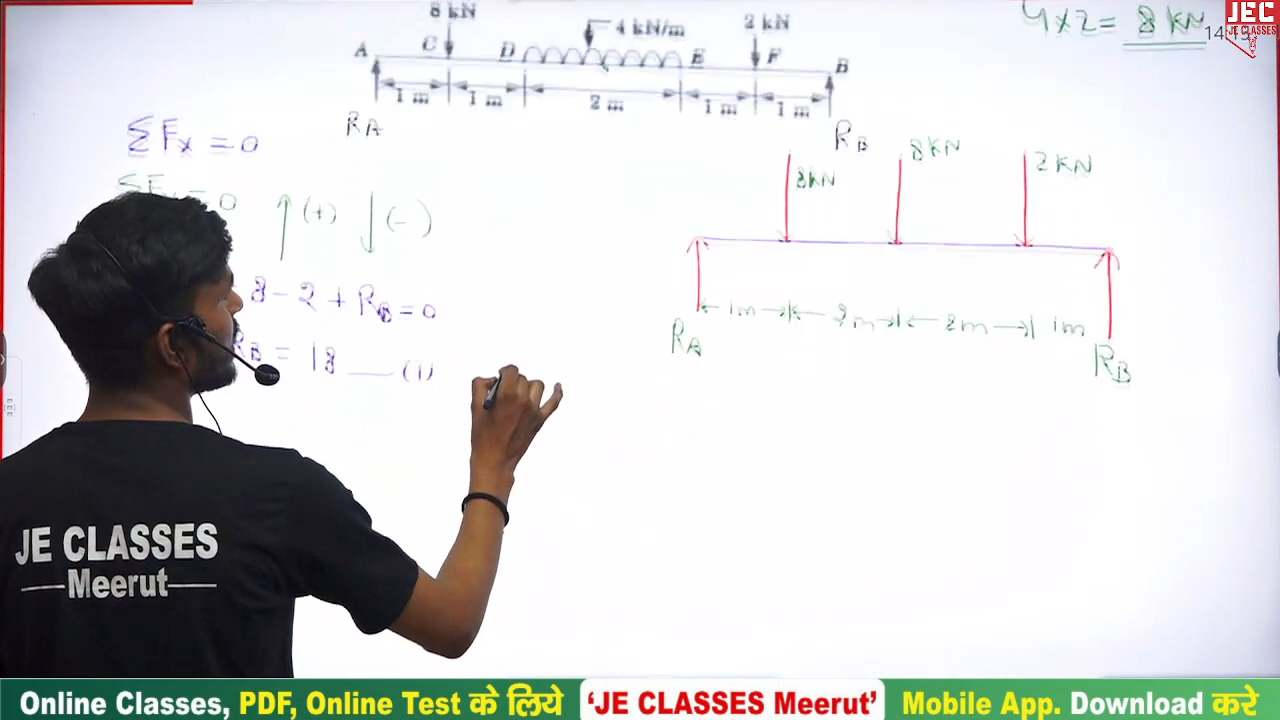 4×2= 8 KN
JEC
JE CLASSES
8 kN
4 kN/m
2 kN
A
C
D
E
F
B
1 m
1 m
2 m
1 m
1 m
RA
RB
ΣFx = 0
= 0
↑ (+) ↓ (-)
8 - 2 + RB = 0
RB = 18 — (1)
8KN
8KN
2KN
1m
2m
2m
1m
RA
RB
JE CLASSES
Meerut
Online Classes, PDF, Online Test के लिये 'JE CLASSES Meerut' Mobile App. Download करे